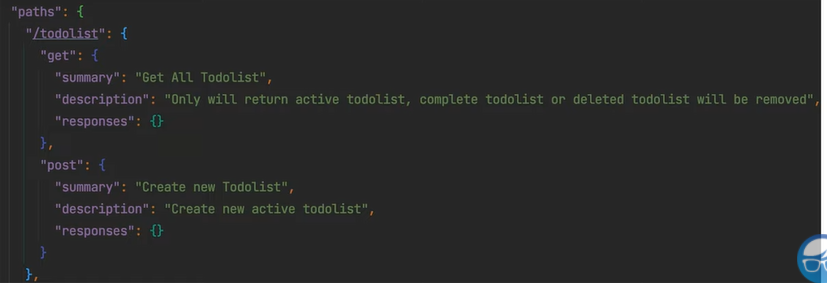 "paths": {
"/todolist": {
"get": {
"summary": "Get All Todolist",
"description": "Only will return active todolist, complete todolist or deleted todolist will be removed",
"responses": {}
},
"post": {
"summary": "Create new Todolist",
"description": "Create new active todolist",
"responses": {}
}
},